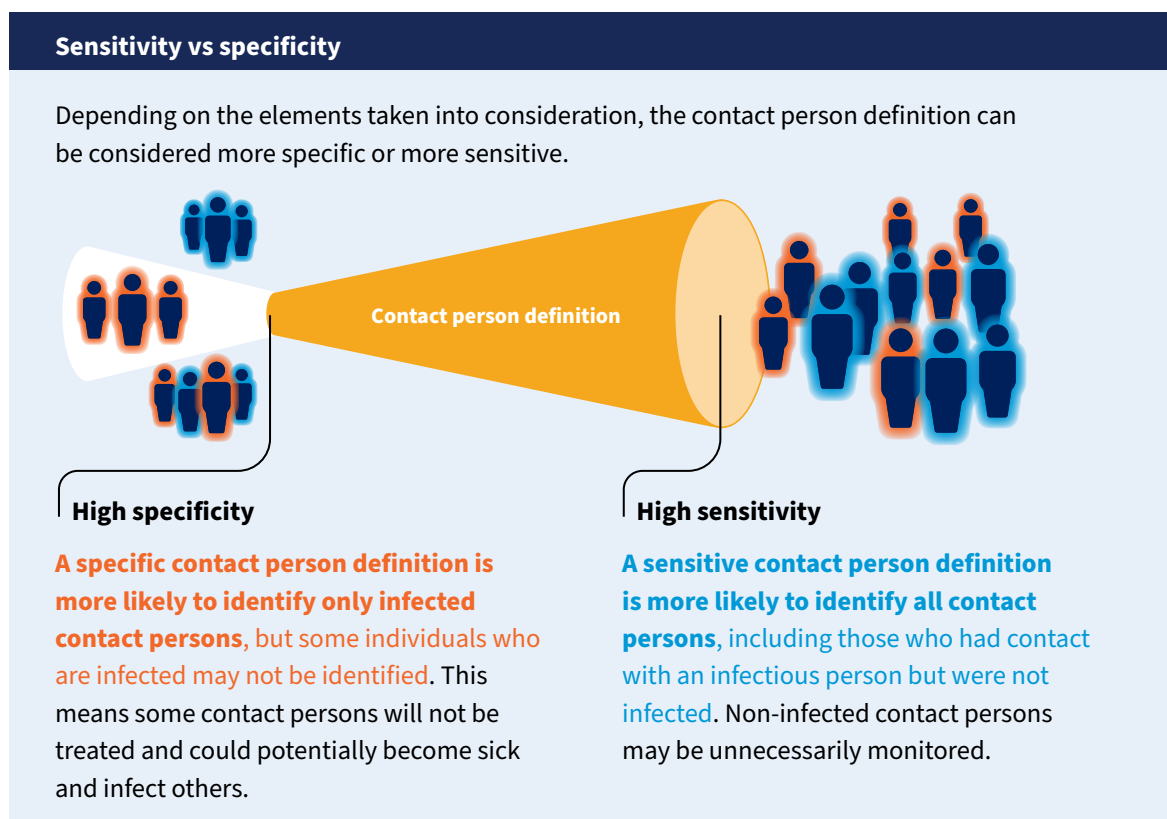 Sensitivity vs specificity
Depending on the elements taken into consideration, the contact person definition can
be considered more specific or more sensitive.
Contact person definition
High specificity
A specific contact person definition is
more likely to identify only infected
contact persons, but some individuals who
are infected may not be identified. This
means some contact persons will not be
treated and could potentially become sick
and infect others.
High sensitivity
A sensitive contact person definition
is more likely to identify all contact
persons, including those who had contact
with an infectious person but were not
infected. Non-infected contact persons
may be unnecessarily monitored.